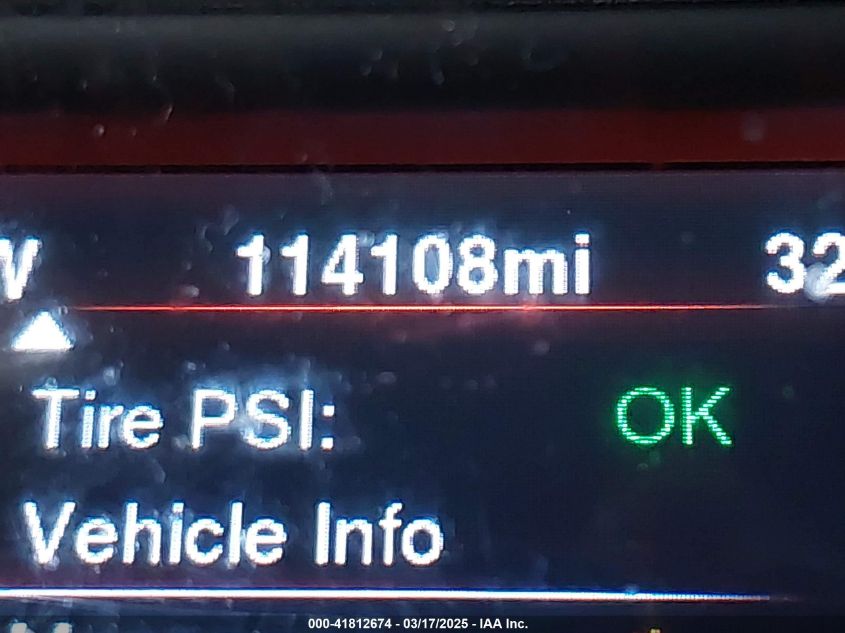 114108mi
Tire PSI: OK
Vehicle Info
000-41812674 - 03/17/2025 - IAA Inc.